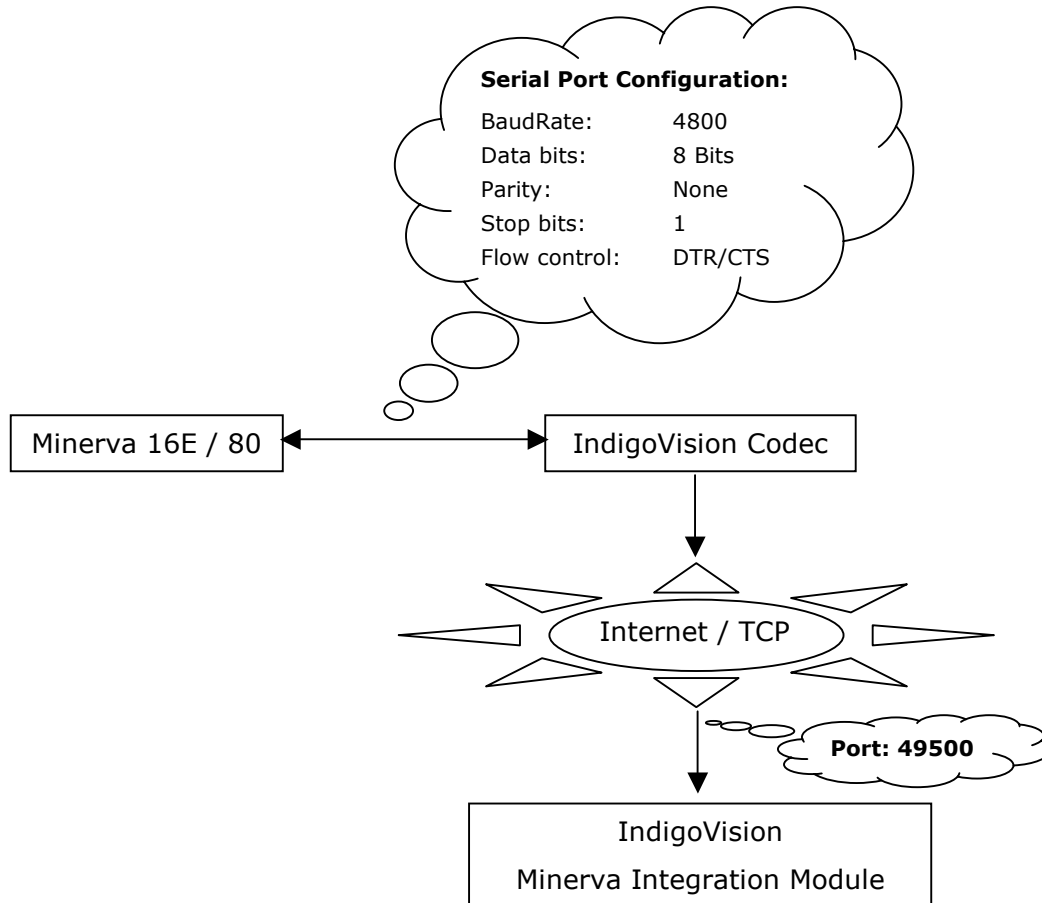 Serial Port Configuration:
BaudRate: 4800
Data bits: 8 Bits
Parity: None
Stop bits: 1
Flow control: DTR/CTS
Minerva 16E / 80
IndigoVision Codec
Internet / TCP
Port: 49500
IndigoVision
Minerva Integration Module